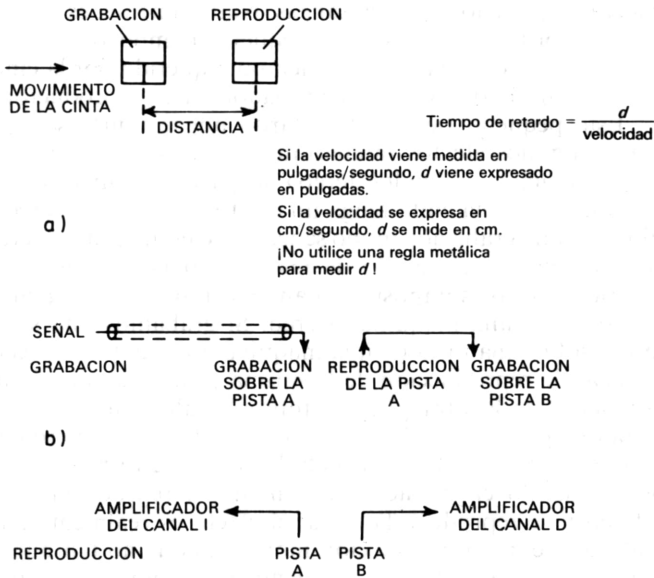 GRABACION
REPRODUCCION
MOVIMIENTO
DE LA CINTA
DISTANCIA
Tiempo de retardo = d
velocidad
Si la velocidad viene medida en
pulgadas/segundo, d viene expresado
en pulgadas.
Si la velocidad se expresa en
cm/segundo, d se mide en cm.
¡No utilice una regla metálica
para medir d !
a )
SEÑAL
GRABACION
GRABACION
SOBRE LA
PISTA A
REPRODUCCION
DE LA PISTA
A
GRABACION
SOBRE LA
PISTA B
b )
AMPLIFICADOR
DEL CANAL I
AMPLIFICADOR
DEL CANAL D
REPRODUCCION
PISTA
A
PISTA
B